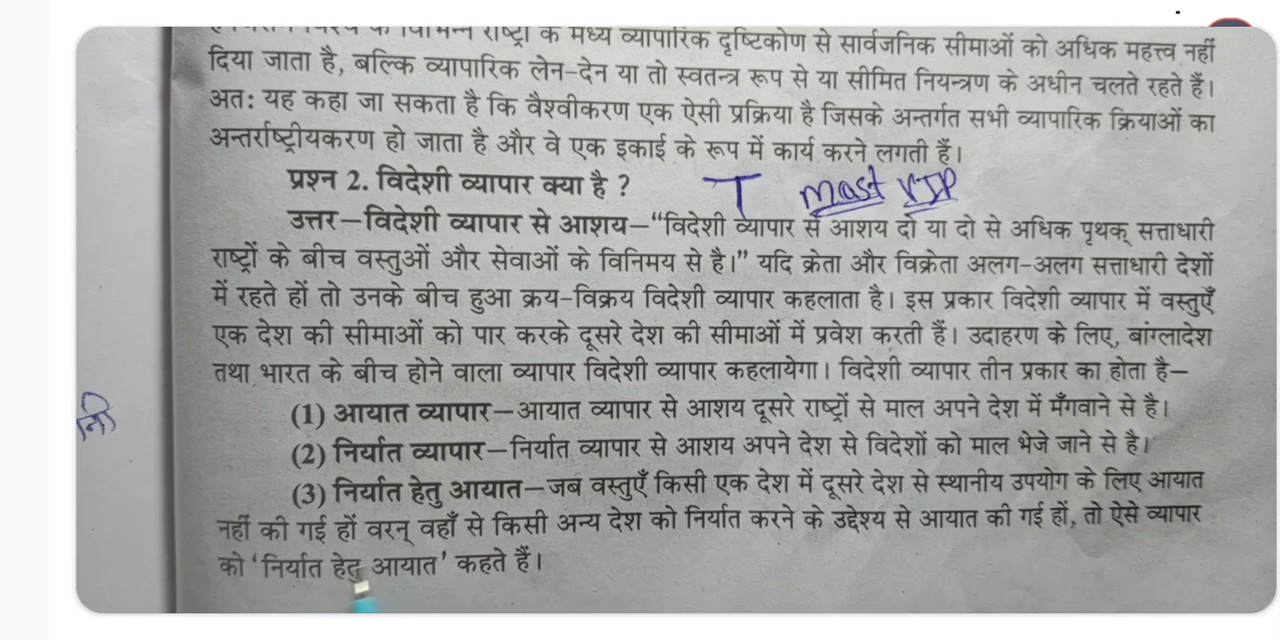 राष्ट्रों के मध्य व्यापारिक दृष्टिकोण से सार्वजनिक सीमाओं को अधिक महत्त्व नहीं
दिया जाता है, बल्कि व्यापारिक लेन-देन या तो स्वतन्त्र रूप से या सीमित नियन्त्रण के अधीन चलते रहते हैं।
अतः यह कहा जा सकता है कि वैश्वीकरण एक ऐसी प्रक्रिया है जिसके अन्तर्गत सभी व्यापारिक क्रियाओं का
अन्तर्राष्ट्रीयकरण हो जाता है और वे एक इकाई के रूप में कार्य करने लगती हैं।
प्रश्न 2. विदेशी व्यापार क्या है ? T most VIP
उत्तर—विदेशी व्यापार से आशय—“विदेशी व्यापार से आशय दो या दो से अधिक पृथक् सत्ताधारी
राष्ट्रों के बीच वस्तुओं और सेवाओं के विनिमय से है।” यदि क्रेता और विक्रेता अलग-अलग सत्ताधारी देशों
में रहते हों तो उनके बीच हुआ क्रय-विक्रय विदेशी व्यापार कहलाता है। इस प्रकार विदेशी व्यापार में वस्तुएँ
एक देश की सीमाओं को पार करके दूसरे देश की सीमाओं में प्रवेश करती हैं। उदाहरण के लिए, बांग्लादेश
तथा भारत के बीच होने वाला व्यापार विदेशी व्यापार कहलायेगा। विदेशी व्यापार तीन प्रकार का होता है—
(1) आयात व्यापार—आयात व्यापार से आशय दूसरे राष्ट्रों से माल अपने देश में मँगवाने से है।
(2) निर्यात व्यापार—निर्यात व्यापार से आशय अपने देश से विदेशों को माल भेजे जाने से है।
(3) निर्यात हेतु आयात—जब वस्तुएँ किसी एक देश में दूसरे देश से स्थानीय उपयोग के लिए आयात
नहीं की गई हों वरन् वहाँ से किसी अन्य देश को निर्यात करने के उद्देश्य से आयात की गई हों, तो ऐसे व्यापार
को ‘निर्यात हेतु आयात’ कहते हैं।